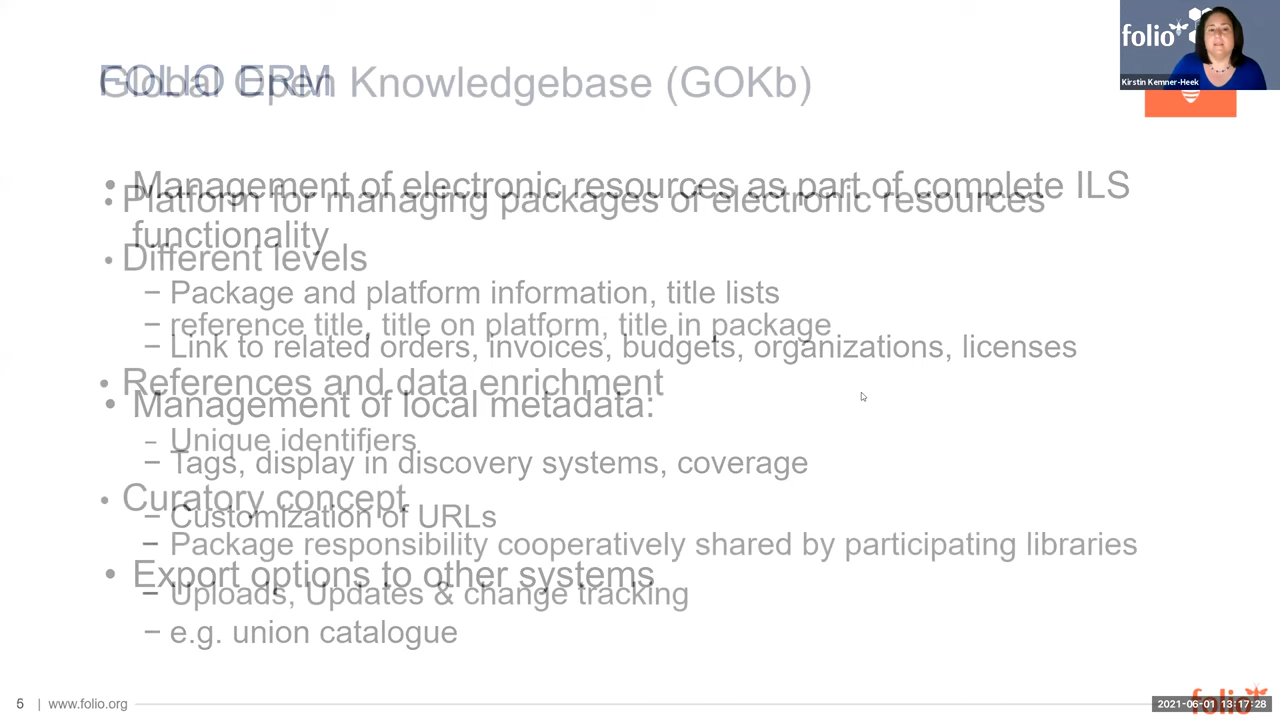 folio
Kirstin Kemner-Heek
FOLIO ERM
Global Open Knowledgebase (GOKb)
• Management of electronic resources as part of complete ILS
functionality
• Platform for managing packages of electronic resources
• Different levels
– Package and platform information, title lists
– reference title, title on platform, title in package
– Link to related orders, invoices, budgets, organizations, licenses
• References and data enrichment
• Management of local metadata:
– Unique identifiers
– Tags, display in discovery systems, coverage
• Curatory concept
– Customization of URLs
– Package responsibility cooperatively shared by participating libraries
• Export options to other systems
– Uploads, Updates & change tracking
– e.g. union catalogue
5 | www.folio.org
folio
2021-06-01 13:17:28